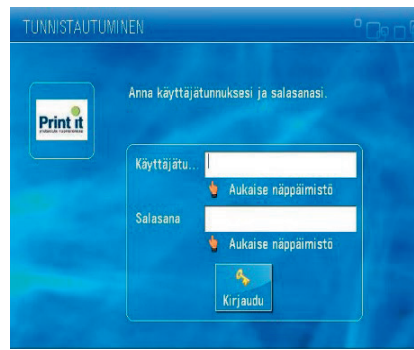 TUNNISTAUTUMINEN
Anna käyttäjätunnuksesi ja salasanasi.
Print it
Käyttäjätu...
Aukaise näppäimistö
Salasana
Aukaise näppäimistö
Kirjaudu